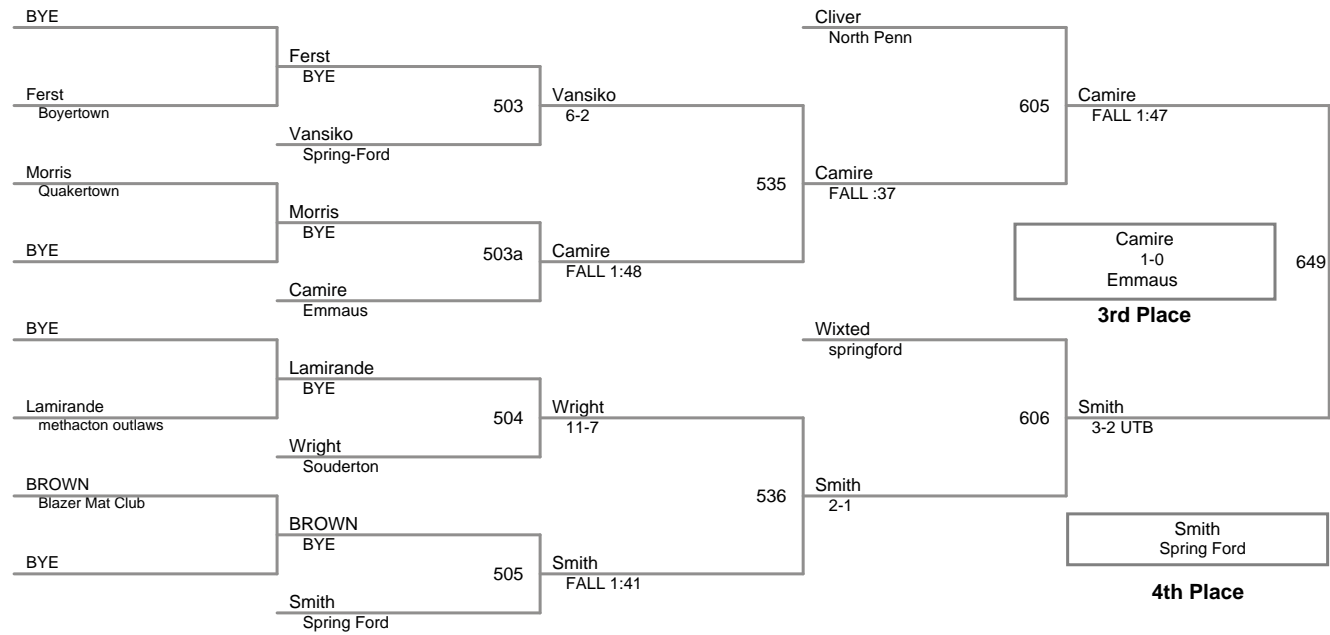 BYE
Ferst
Boyertown
Morris
Quakertown
BYE
BYE
Lamirande
methacton outlaws
BROWN
Blazer Mat Club
BYE
Ferst
BYE
503
Vansiko
Spring-Ford
Morris
BYE
503a
Camire
Emmaus
Lamirande
BYE
504
Wright
Souderton
BROWN
BYE
505
Smith
Spring Ford
Vansiko
6-2
535
Camire
FALL 1:48
Wright
11-7
536
Smith
FALL 1:41
Cliver
North Penn
605
Camire
FALL :37
Wixted
springford
606
Smith
2-1
Camire
FALL 1:47
649
Smith
3-2 UTB
Camire
1-0
Emmaus
3rd Place
Smith
Spring Ford
4th Place